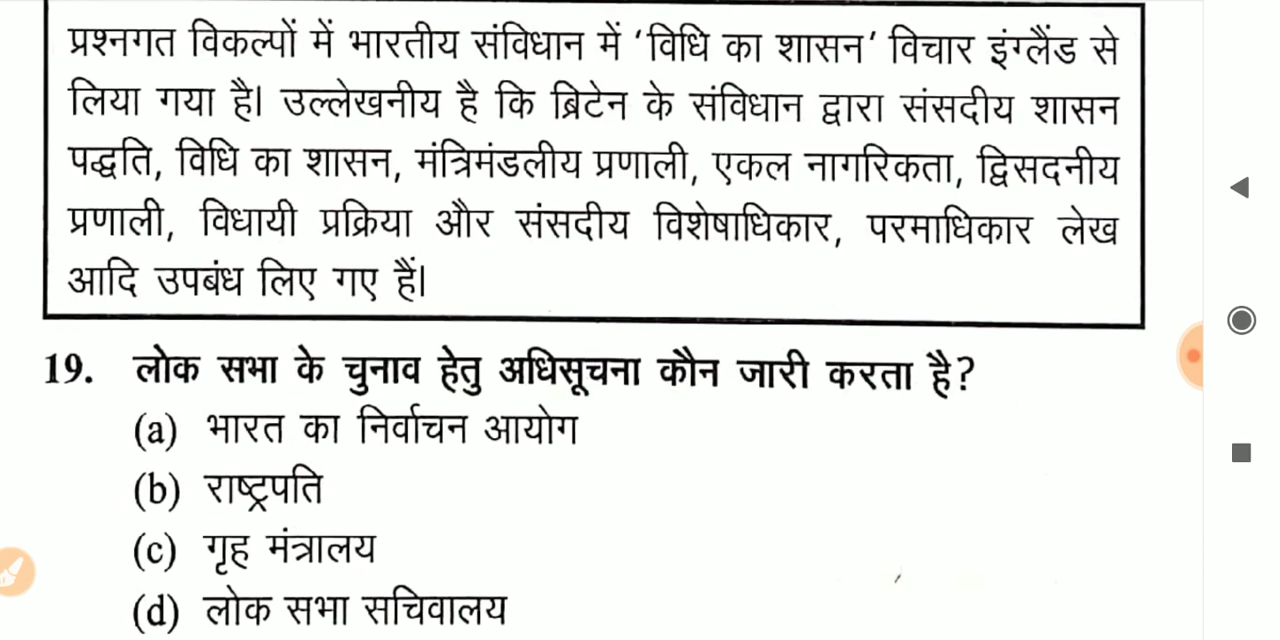 प्रश्नगत विकल्पों में भारतीय संविधान में ‘विधि का शासन’ विचार इंग्लैंड से
लिया गया है। उल्लेखनीय है कि ब्रिटेन के संविधान द्वारा संसदीय शासन
पद्धति, विधि का शासन, मंत्रिमंडलीय प्रणाली, एकल नागरिकता, द्विसदनीय
प्रणाली, विधायी प्रक्रिया और संसदीय विशेषाधिकार, परमाधिकार लेख
आदि उपबंध लिए गए हैं।
19. लोक सभा के चुनाव हेतु अधिसूचना कौन जारी करता है?
(a) भारत का निर्वाचन आयोग
(b) राष्ट्रपति
(c) गृह मंत्रालय
(d) लोक सभा सचिवालय